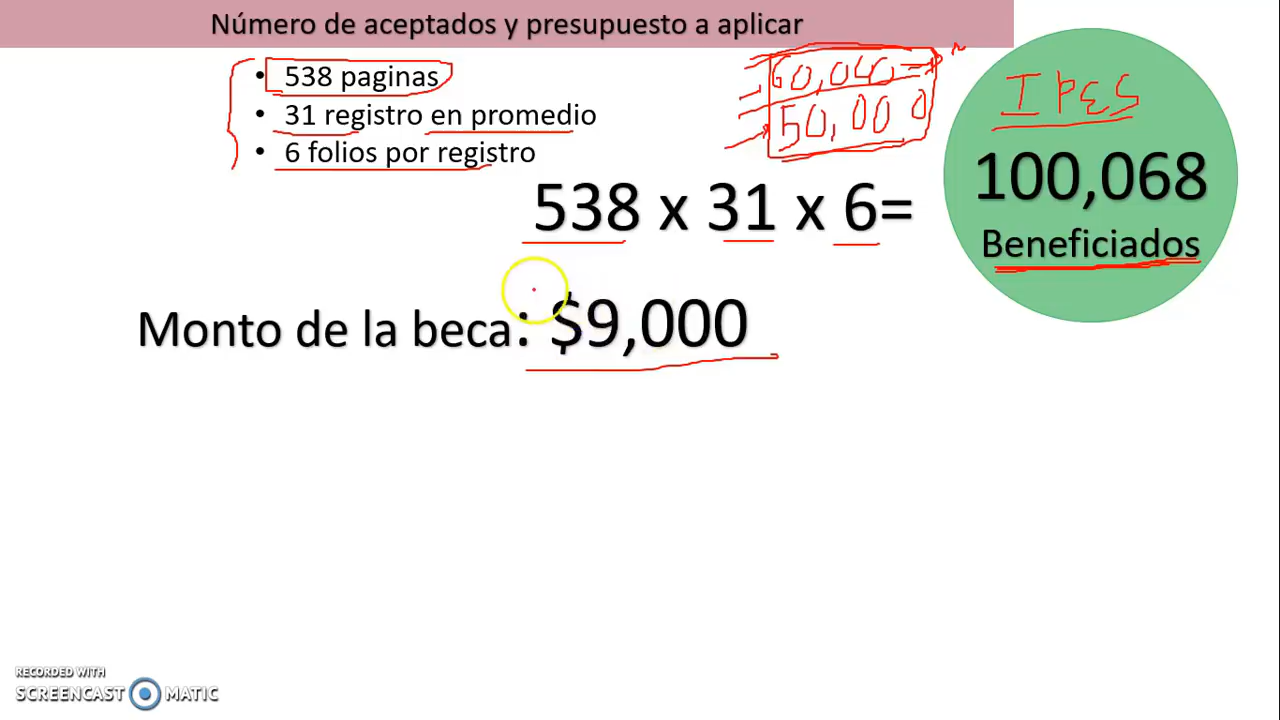 Número de aceptados y presupuesto a aplicar
• 538 paginas
• 31 registro en promedio
• 6 folios por registro
60,040
50,000
IPES
100,068
Beneficiados
538 x 31 x 6=
Monto de la beca: $9,000
RECORDED WITH
SCREENCAST MATIC